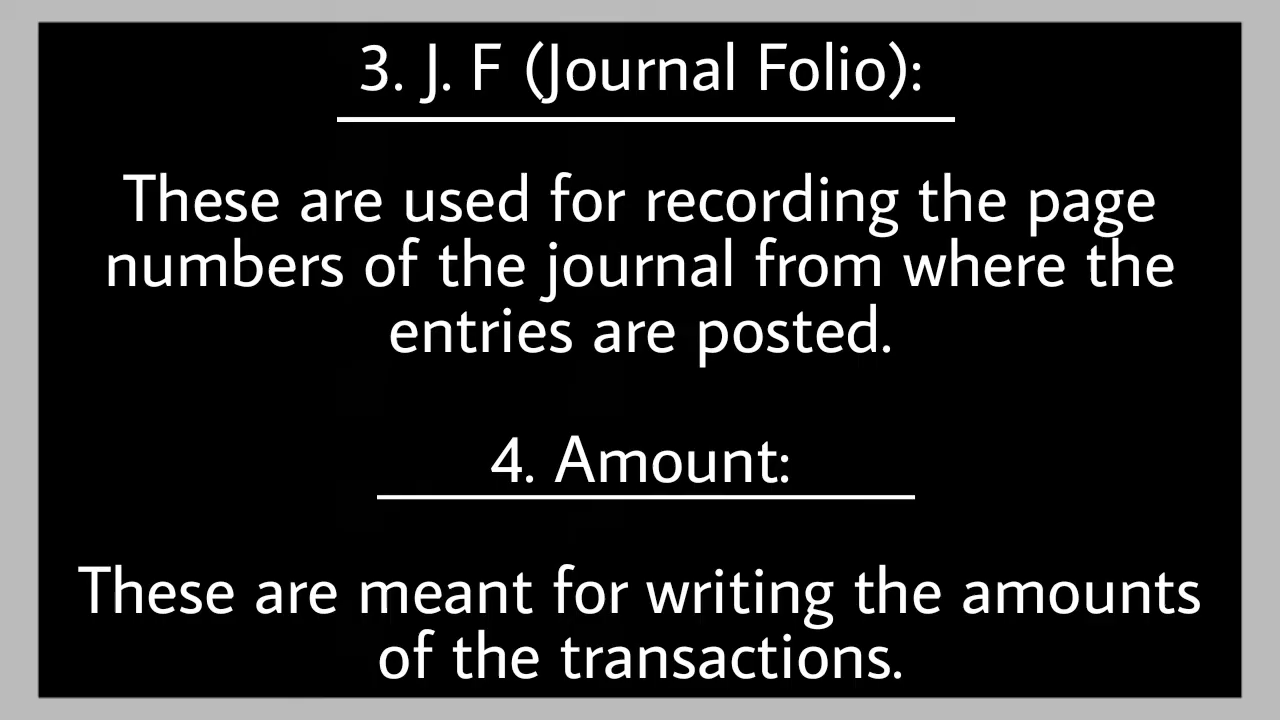 3. J. F (Journal Folio):
These are used for recording the page
numbers of the journal from where the
entries are posted.
4. Amount:
These are meant for writing the amounts
of the transactions.